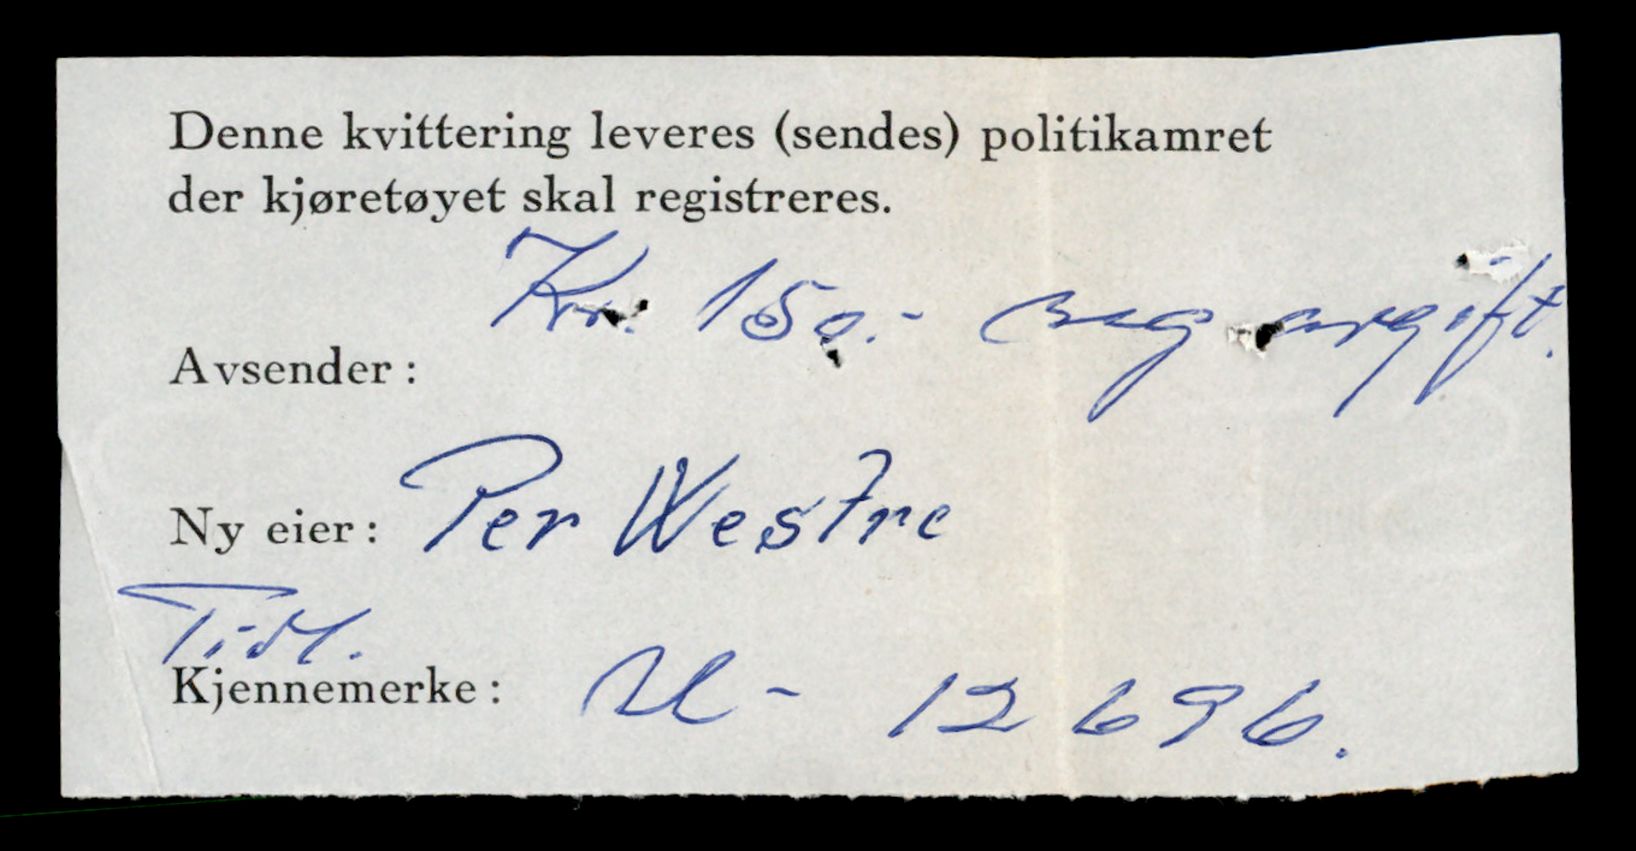 Denne kvittering leveres (sendes) politikamret
der kjøretøyet skal registreres.
Kr. 150.- avgift.
Avsender:
Ny eier: Per Westre
Tidl.
Kjennemerke: U - 12696.